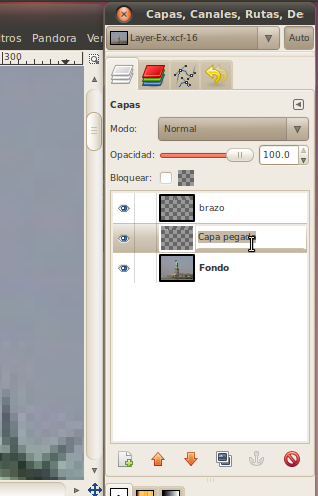 Capas, Canales, Rutas, De
tros Pandora Ve
Layer-Ex.xcf-16
Auto
300
Capas
Modo: Normal
Opacidad: 100.0
Bloquear:
brazo
Capa pegada
Fondo